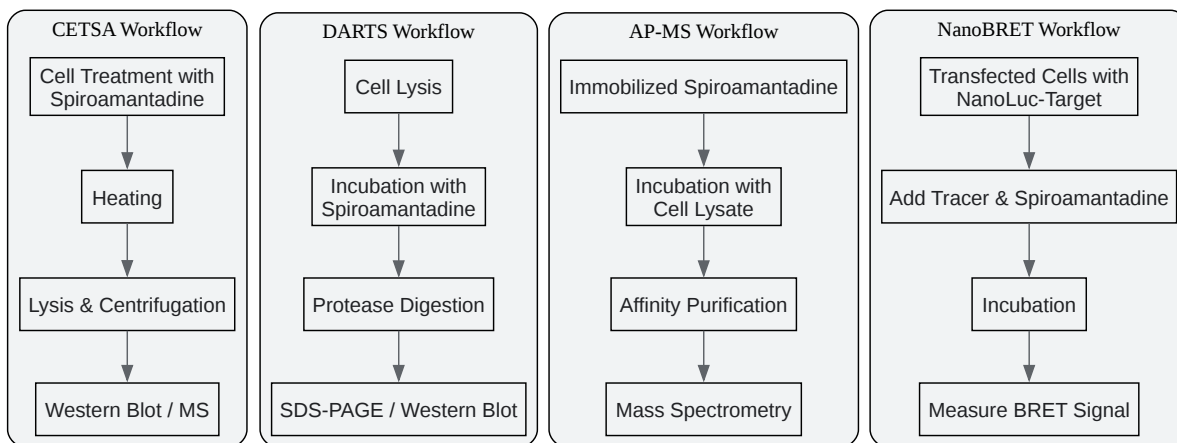 CETSA Workflow
Cell Treatment with
Spiroamantadine
Heating
Lysis & Centrifugation
Western Blot / MS
DARTS Workflow
Cell Lysis
Incubation with
Spiroamantadine
Protease Digestion
SDS-PAGE / Western Blot
AP-MS Workflow
Immobilized Spiroamantadine
Incubation with
Cell Lysate
Affinity Purification
Mass Spectrometry
NanoBRET Workflow
Transfected Cells with
NanoLuc-Target
Add Tracer & Spiroamantadine
Incubation
Measure BRET Signal